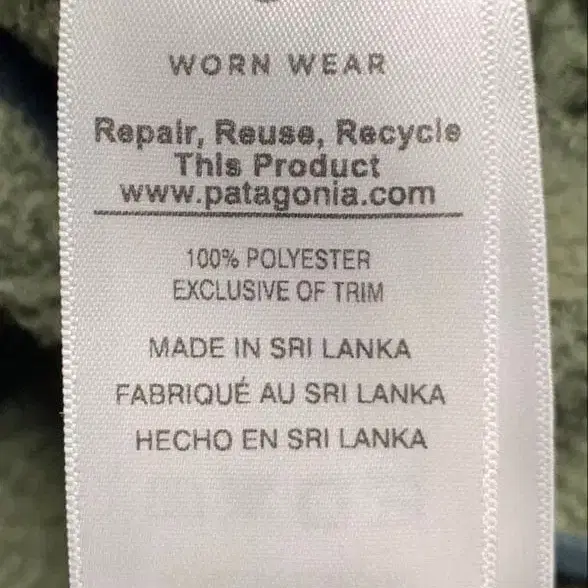 WORN WEAR
Repair, Reuse, Recycle
This Product
www.patagonia.com
100% POLYESTER
EXCLUSIVE OF TRIM
MADE IN SRI LANKA
FABRIQUÉ AU SRI LANKA
HECHO EN SRI LANKA